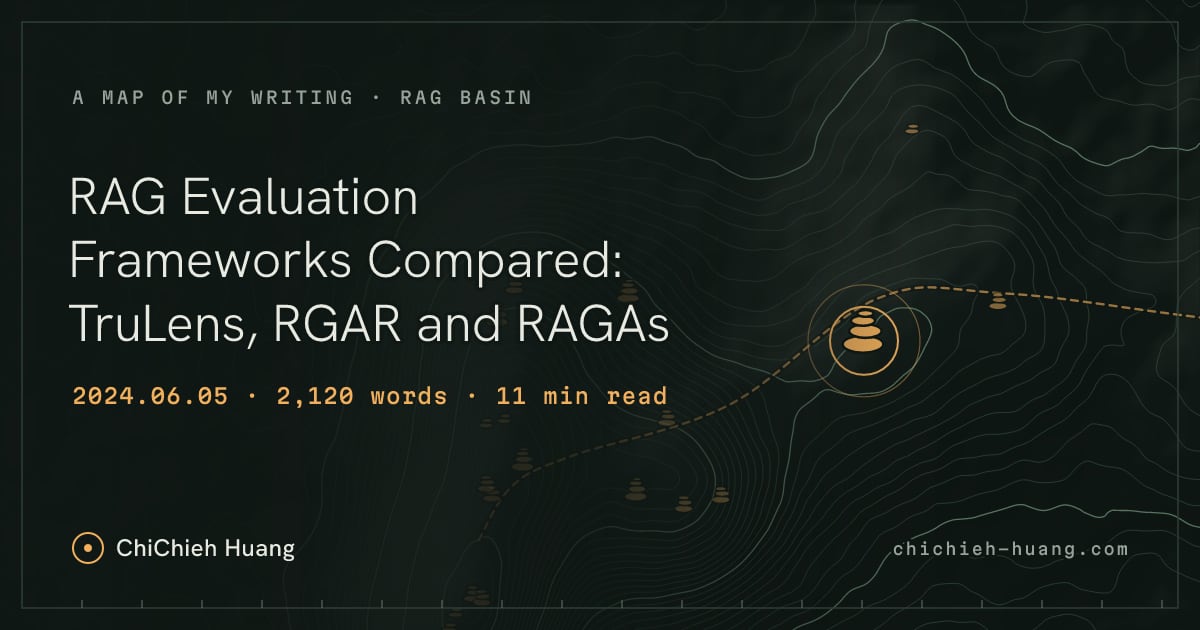 A MAP OF MY WRITING · RAG BASIN
RAG Evaluation
Frameworks Compared:
TruLens, RGAR and RAGAs
2024.06.05 · 2,120 words · 11 min read
ChiChieh Huang
chichieh-huang.com